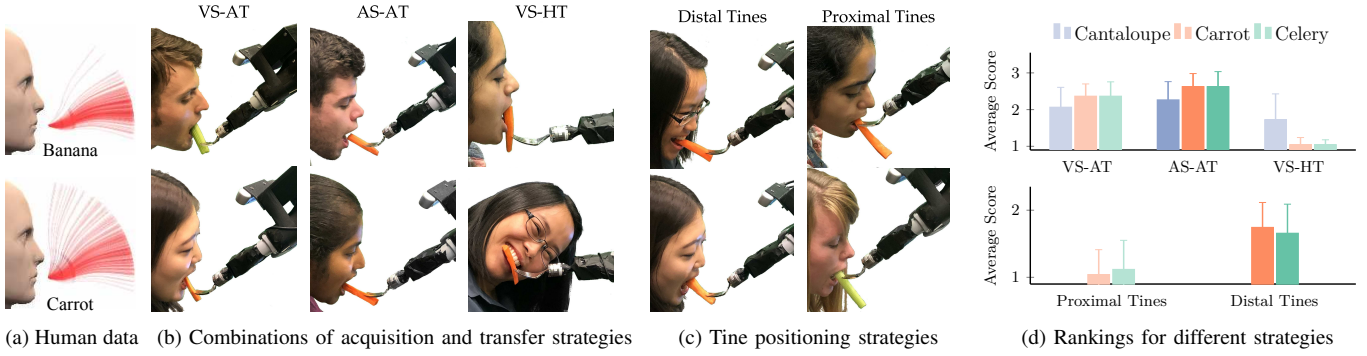 VS-AT AS-AT VS-HT
Distal Tines Proximal Tines
Banana
Carrot
Cantaloupe Carrot Celery
Average Score
3
2
1
VS-AT AS-AT VS-HT
Average Score
2
1
Proximal Tines Distal Tines
(a) Human data (b) Combinations of acquisition and transfer strategies (c) Tine positioning strategies (d) Rankings for different strategies